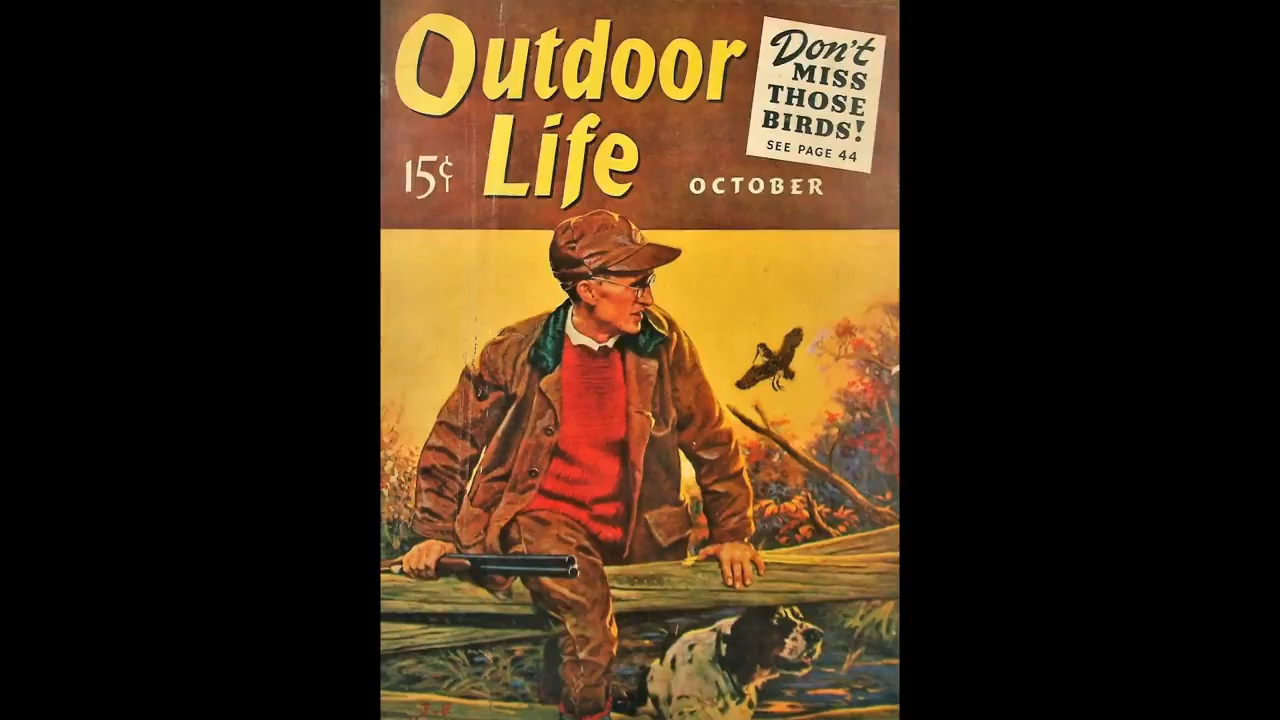 Outdoor
Life
15¢
OCTOBER
Don't
MISS
THOSE
BIRDS!
SEE PAGE 44